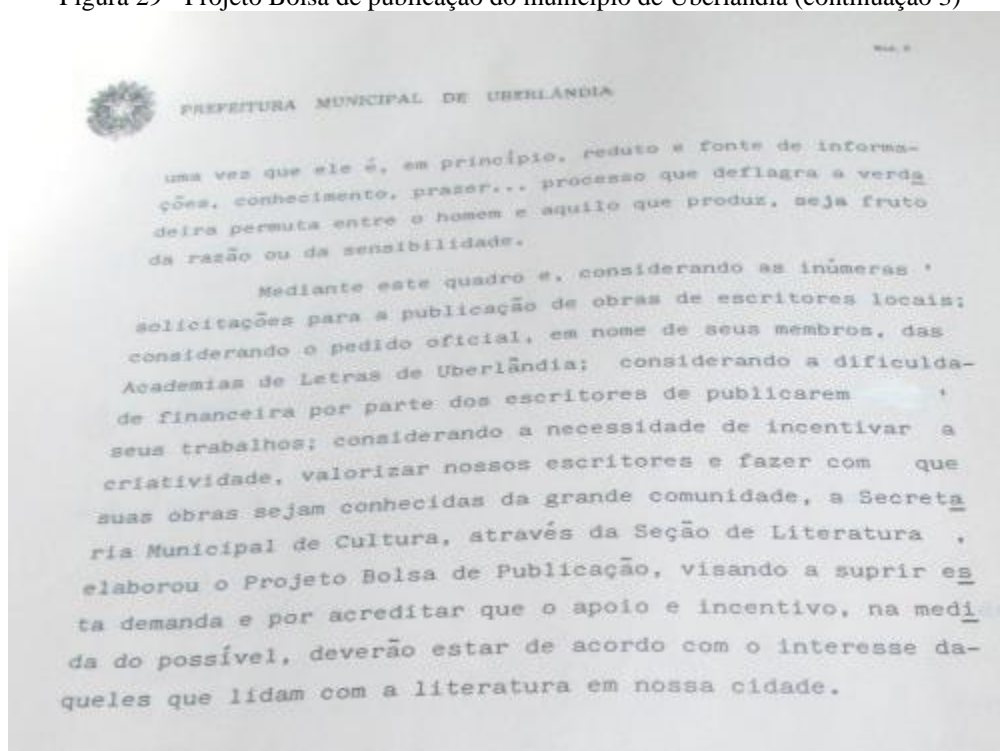 Figura 29 - Projeto Bolsa de publicação do município de Uberlândia (continuação 3)
PREFEITURA MUNICIPAL DE UBERLÂNDIA
uma vez que ele é, em princípio, reduto e fonte de informa-
ções, conhecimento, prazer... processo que deflagra a verda
deira permuta entre o homem e aquilo que produz, seja fruto
da razão ou da sensibilidade.
Mediante este quadro e, considerando as inúmeras '
solicitações para a publicação de obras de escritores locais;
considerando o pedido oficial, em nome de seus membros, das
Academias de Letras de Uberlândia; considerando a dificulda-
de financeira por parte dos escritores de publicarem '
seus trabalhos; considerando a necessidade de incentivar a
criatividade, valorizar nossos escritores e fazer com que
suas obras sejam conhecidas da grande comunidade, a Secreta
ria Municipal de Cultura, através da Seção de Literatura ,
elaborou o Projeto Bolsa de Publicação, visando a suprir es
ta demanda e por acreditar que o apoio e incentivo, na medi
da do possível, deverão estar de acordo com o interesse da-
queles que lidam com a literatura em nossa cidade.